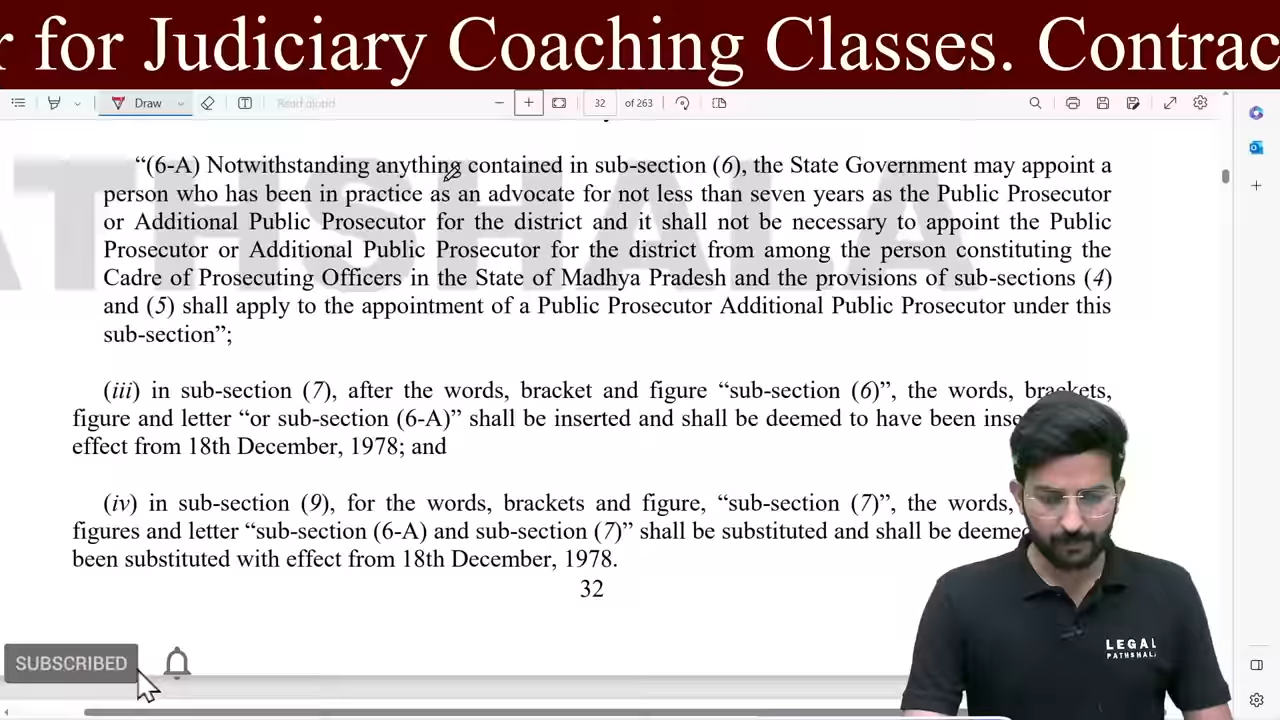 r for Judiciary Coaching Classes. Contrac
Draw
Read aloud
32 of 263
“(6-A) Notwithstanding anything contained in sub-section (6), the State Government may appoint a
person who has been in practice as an advocate for not less than seven years as the Public Prosecutor
or Additional Public Prosecutor for the district and it shall not be necessary to appoint the Public
Prosecutor or Additional Public Prosecutor for the district from among the person constituting the
Cadre of Prosecuting Officers in the State of Madhya Pradesh and the provisions of sub-sections (4)
and (5) shall apply to the appointment of a Public Prosecutor Additional Public Prosecutor under this
sub-section”;
(iii) in sub-section (7), after the words, bracket and figure “sub-section (6)”, the words, brackets,
figure and letter “or sub-section (6-A)” shall be inserted and shall be deemed to have been inse
effect from 18th December, 1978; and
(iv) in sub-section (9), for the words, brackets and figure, “sub-section (7)”, the words,
figures and letter “sub-section (6-A) and sub-section (7)” shall be substituted and shall be deeme
been substituted with effect from 18th December, 1978.
32
SUBSCRIBED
LEGAL
PATHSHALA
ATHSHALA